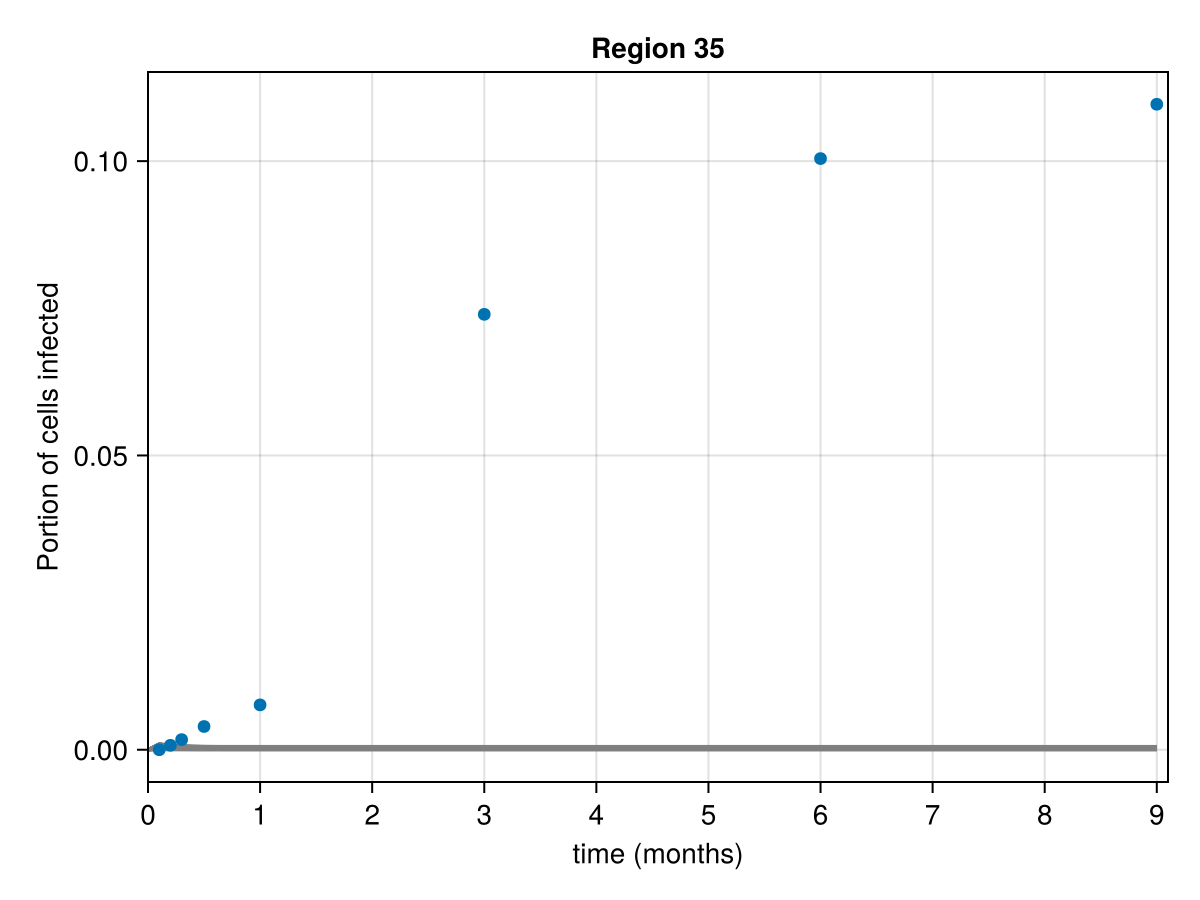 Region 35
Portion of cells infected
0.10
0.05
0.00
0 1 2 3 4 5 6 7 8 9
time (months)